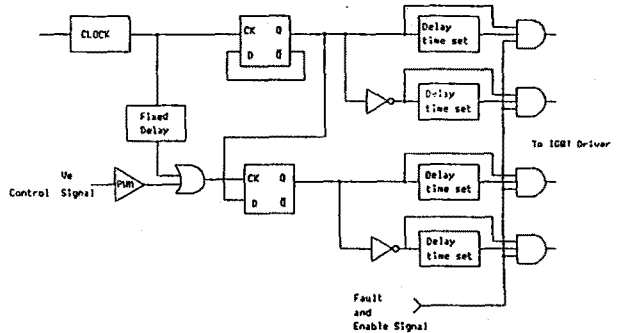 CLOCK
CK Q
D Q̅
Delay
time set
Delay
time set
Fixed
Delay
To IGBT Driver
Ve
Control Signal
PWM
CK Q
D Q̅
Delay
time set
Delay
time set
Fault
and
Enable Signal